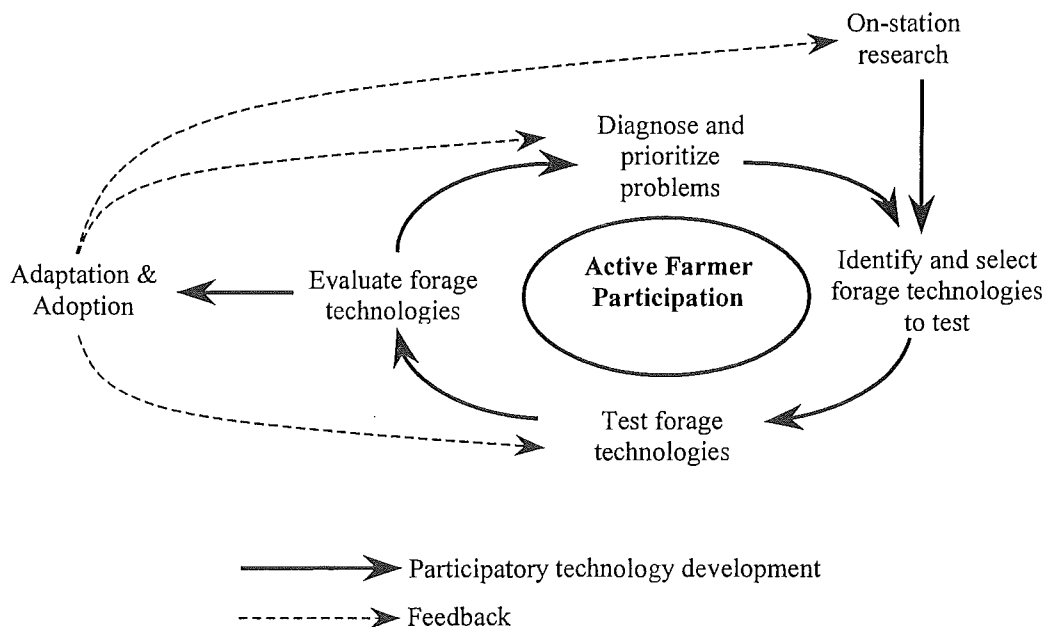 On-station
research
Diagnose and
prioritize
problems
Adaptation &
Adoption
Evaluate forage
technologies
Active Farmer
Participation
Identify and select
forage technologies
to test
Test forage
technologies
Participatory technology development
Feedback